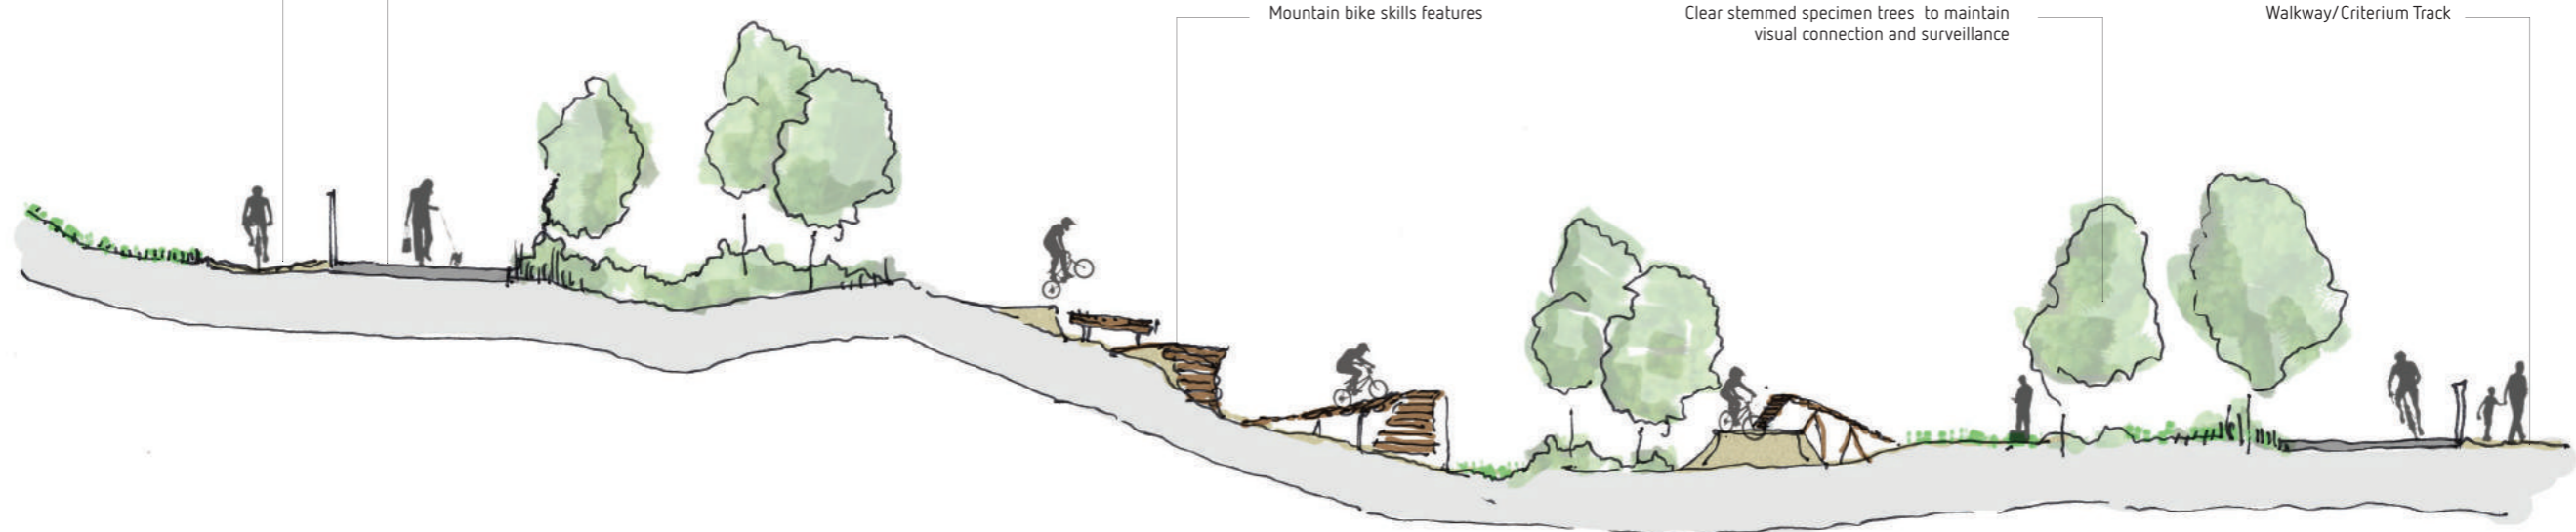 Mountain bike skills features
Clear stemmed specimen trees to maintain
visual connection and surveillance
Walkway/Criterium Track